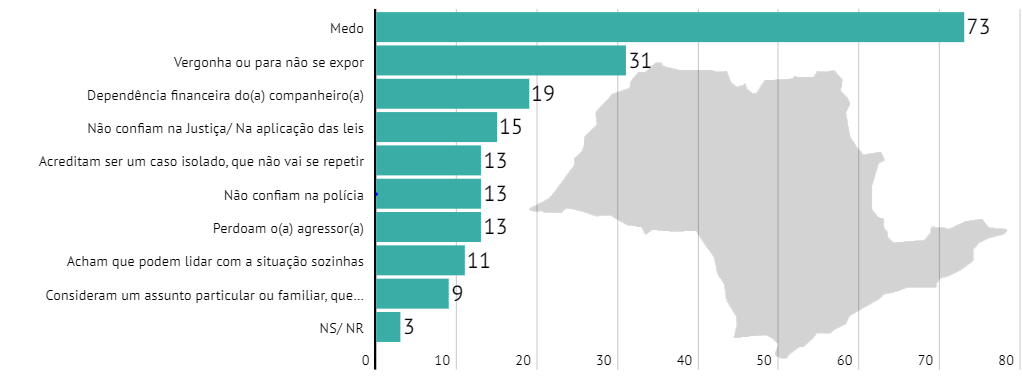 Medo 73
Vergonha ou para não se expor 31
Dependência financeira do(a) companheiro(a) 19
Não confiam na Justiça/ Na aplicação das leis 15
Acreditam ser um caso isolado, que não vai se repetir 13
Não confiam na polícia 13
Perdoam o(a) agressor(a) 13
Acham que podem lidar com a situação sozinhas 11
Consideram um assunto particular ou familiar, que... 9
NS/ NR 3
0 10 20 30 40 50 60 70 80